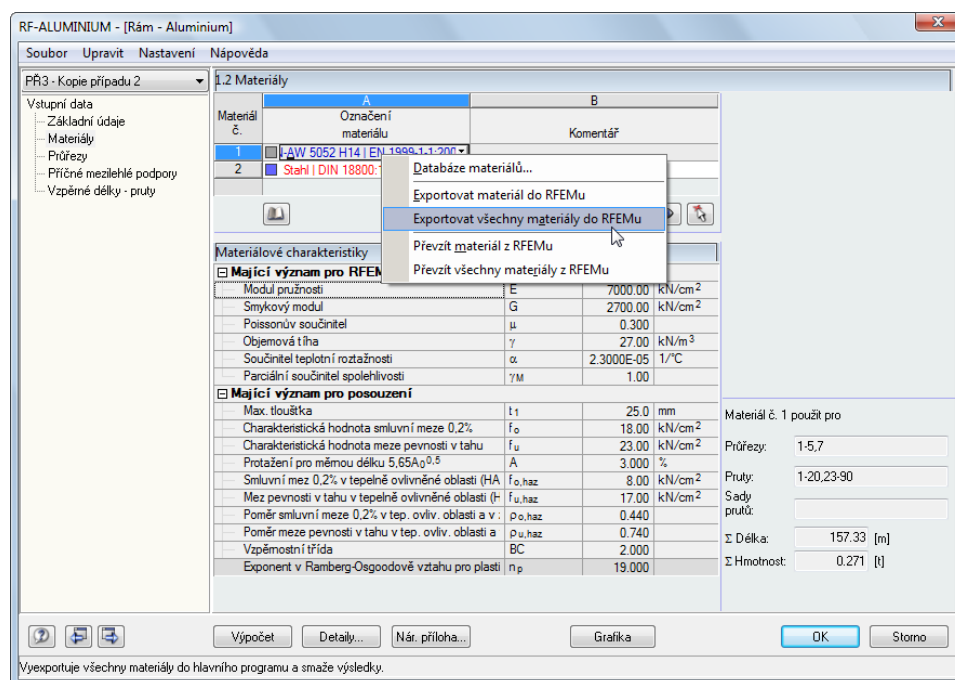 RF-ALUMINIUM - [Rám - Aluminium]
Soubor Upravit Nastavení Nápověda
PŘ3 - Kopie případu 2
Vstupní data
Základní údaje
Materiály
Průřezy
Příčné mezilehlé podpory
Vzpěrné délky - pruty
1.2 Materiály
A B
Materiál č. Označení materiálu Komentář
1 I-AW 5052 H14 | EN 1999-1-1:200
2 Stahl | DIN 18800:
Databáze materiálů...
Exportovat materiál do RFEMu
Exportovat všechny materiály do RFEMu
Převzít materiál z RFEMu
Převzít všechny materiály z RFEMu
Materiálové charakteristiky
Mající význam pro RFEM
Modul pružnosti E 7000.00 kN/cm2
Smykový modul G 2700.00 kN/cm2
Poissonův součinitel μ 0.300
Objemová tíha γ 27.00 kN/m3
Součinitel teplotní roztažnosti α 2.3000E-05 1/°C
Parciální součinitel spolehlivosti γM 1.00
Mající význam pro posouzení
Max. tloušťka t1 25.0 mm
Charakteristická hodnota smluvní meze 0,2% fo 18.00 kN/cm2
Charakteristická hodnota meze pevnosti v tahu fu 23.00 kN/cm2
Protažení pro měrnou délku 5,65A00,5 A 3.000 %
Smluvní mez 0,2% v tepelně ovlivněné oblasti (HA fo,haz 8.00 kN/cm2
Mez pevnosti v tahu v tepelně ovlivněné oblasti (H fu,haz 17.00 kN/cm2
Poměr smluvní meze 0,2% v tep. ovliv. oblasti a v : ρo,haz 0.440
Poměr meze pevnosti v tahu v tep. ovliv. oblasti a ρu,haz 0.740
Vzpěrnostní třída BC 2.000
Exponent v Ramberg-Osgoodově vztahu pro plasti np 19.000
Materiál č. 1 použit pro
Průřezy: 1-5,7
Pruty: 1-20,23-90
Sady prutů:
Σ Délka: 157.33 [m]
Σ Hmotnost: 0.271 [t]
Výpočet Detaily... Nár. příloha... Grafika OK Storno
Vyexportuje všechny materiály do hlavního programu a smaže výsledky.